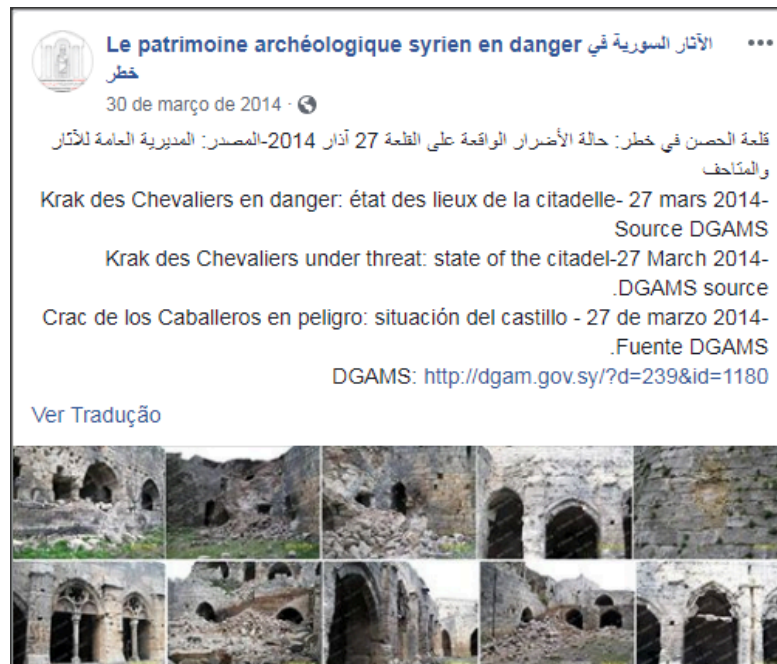 Le patrimoine archéologique syrien en danger الآثار السورية في
خطر
30 de março de 2014 ·
قلعة الحصن في خطر: حالة الأضرار الواقعة على القلعة 27 آذار 2014-المصدر: المديرية العامة للآثار
والمتاحف
Krak des Chevaliers en danger: état des lieux de la citadelle- 27 mars 2014-
Source DGAMS
Krak des Chevaliers under threat: state of the citadel-27 March 2014-
.DGAMS source
Crac de los Caballeros en peligro: situación del castillo - 27 de marzo 2014-
.Fuente DGAMS
DGAMS: http://dgam.gov.sy/?d=239&id=1180
Ver Tradução